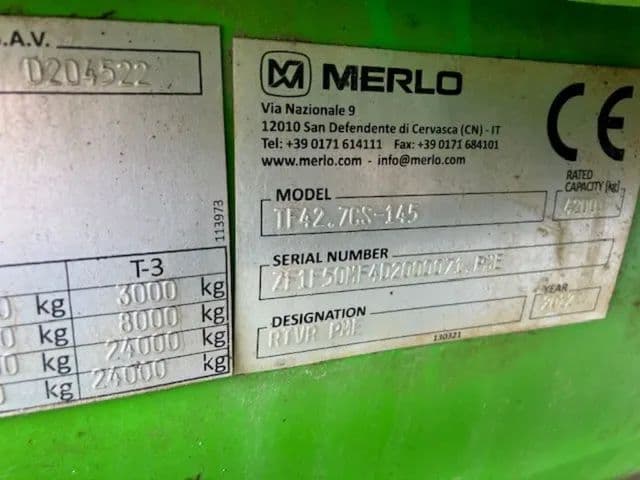 S.A.V.
D204522
113973
T-3
kg 3000 kg
kg 8000 kg
kg 24000 kg
kg 24000 kg
MERLO
Via Nazionale 9
12010 San Defendente di Cervasca (CN) - IT
Tel: +39 0171 614111 Fax: +39 0171 684101
www.merlo.com - info@merlo.com
CE
MODEL
TF42.7CS-145
RATED
CAPACITY [kg]
4200
SERIAL NUMBER
DESIGNATION
YEAR
130321